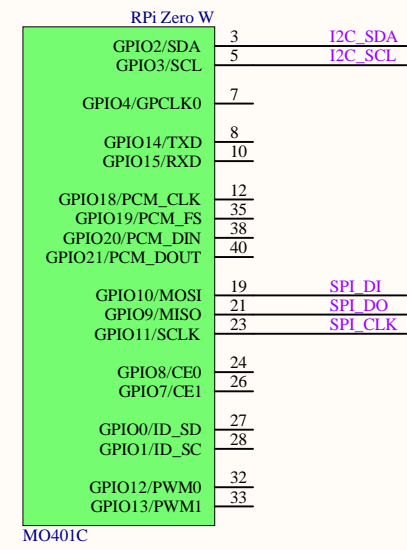 RPi Zero W
GPIO2/SDA 3 I2C_SDA
GPIO3/SCL 5 I2C_SCL
GPIO4/GPCLK0 7
GPIO14/TXD 8
GPIO15/RXD 10
GPIO18/PCM_CLK 12
GPIO19/PCM_FS 35
GPIO20/PCM_DIN 38
GPIO21/PCM_DOUT 40
GPIO10/MOSI 19 SPI_DI
GPIO9/MISO 21 SPI_DO
GPIO11/SCLK 23 SPI_CLK
GPIO8/CE0 24
GPIO7/CE1 26
GPIO0/ID_SD 27
GPIO1/ID_SC 28
GPIO12/PWM0 32
GPIO13/PWM1 33
MO401C